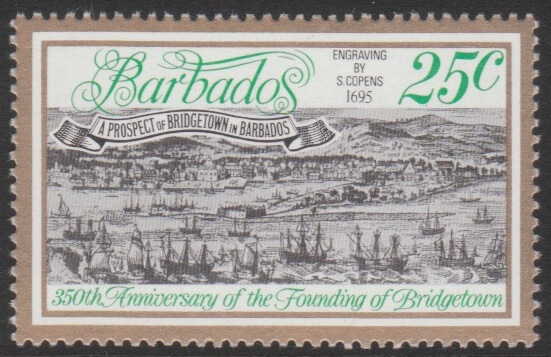 Barbados
ENGRAVING
BY
S.COPENS
1695
25c
A PROSPECT OF BRIDGETOWN IN BARBADOS
350th Anniversary of the Founding of Bridgetown